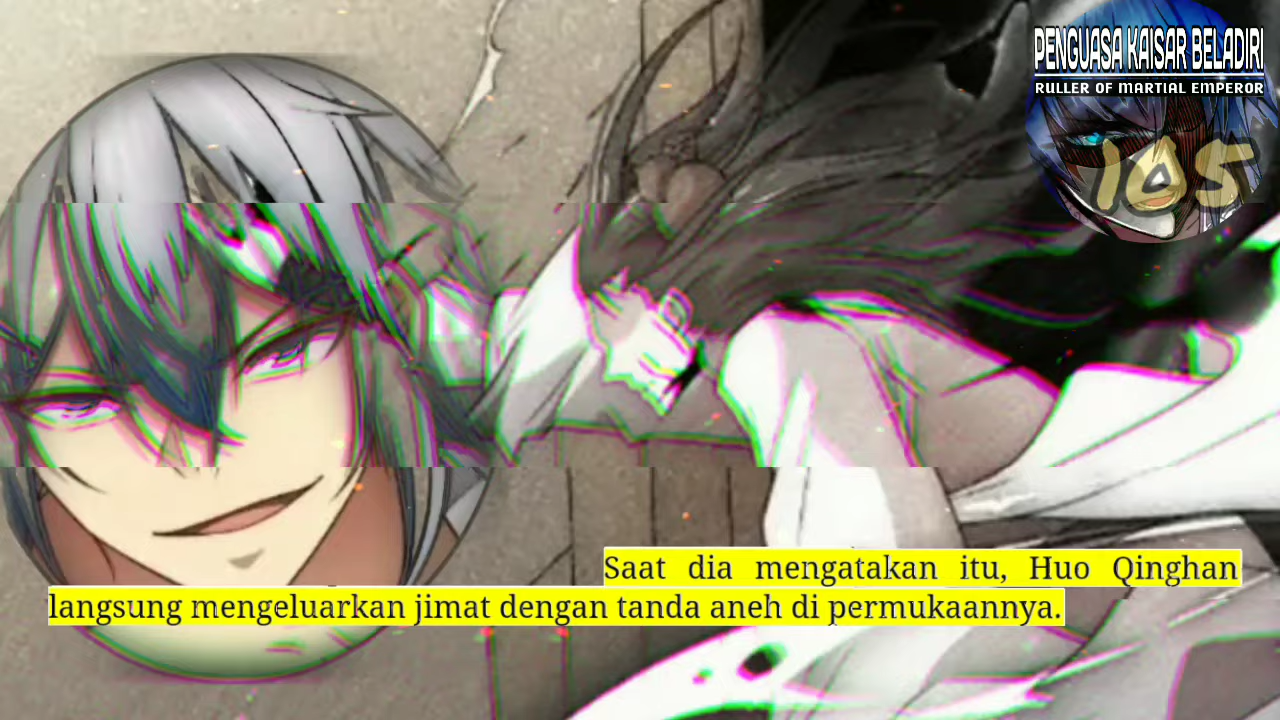 PENGUASA KAISAR BELADIRI
RULLER OF MARTIAL EMPEROR
105
Saat dia mengatakan itu, Huo Qinghan
langsung mengeluarkan jimat dengan tanda aneh di permukaannya.